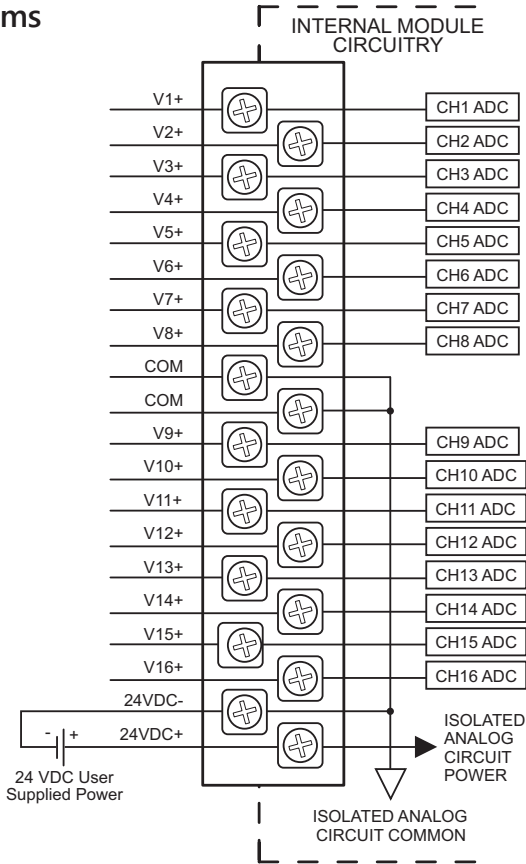 ms
INTERNAL MODULE
CIRCUITRY
V1+
CH1 ADC
V2+
CH2 ADC
V3+
CH3 ADC
V4+
CH4 ADC
V5+
CH5 ADC
V6+
CH6 ADC
V7+
CH7 ADC
V8+
CH8 ADC
COM
COM
V9+
CH9 ADC
V10+
CH10 ADC
V11+
CH11 ADC
V12+
CH12 ADC
V13+
CH13 ADC
V14+
CH14 ADC
V15+
CH15 ADC
V16+
CH16 ADC
24VDC-
24VDC+
- +
24 VDC User
Supplied Power
ISOLATED
ANALOG
CIRCUIT
POWER
ISOLATED ANALOG
CIRCUIT COMMON